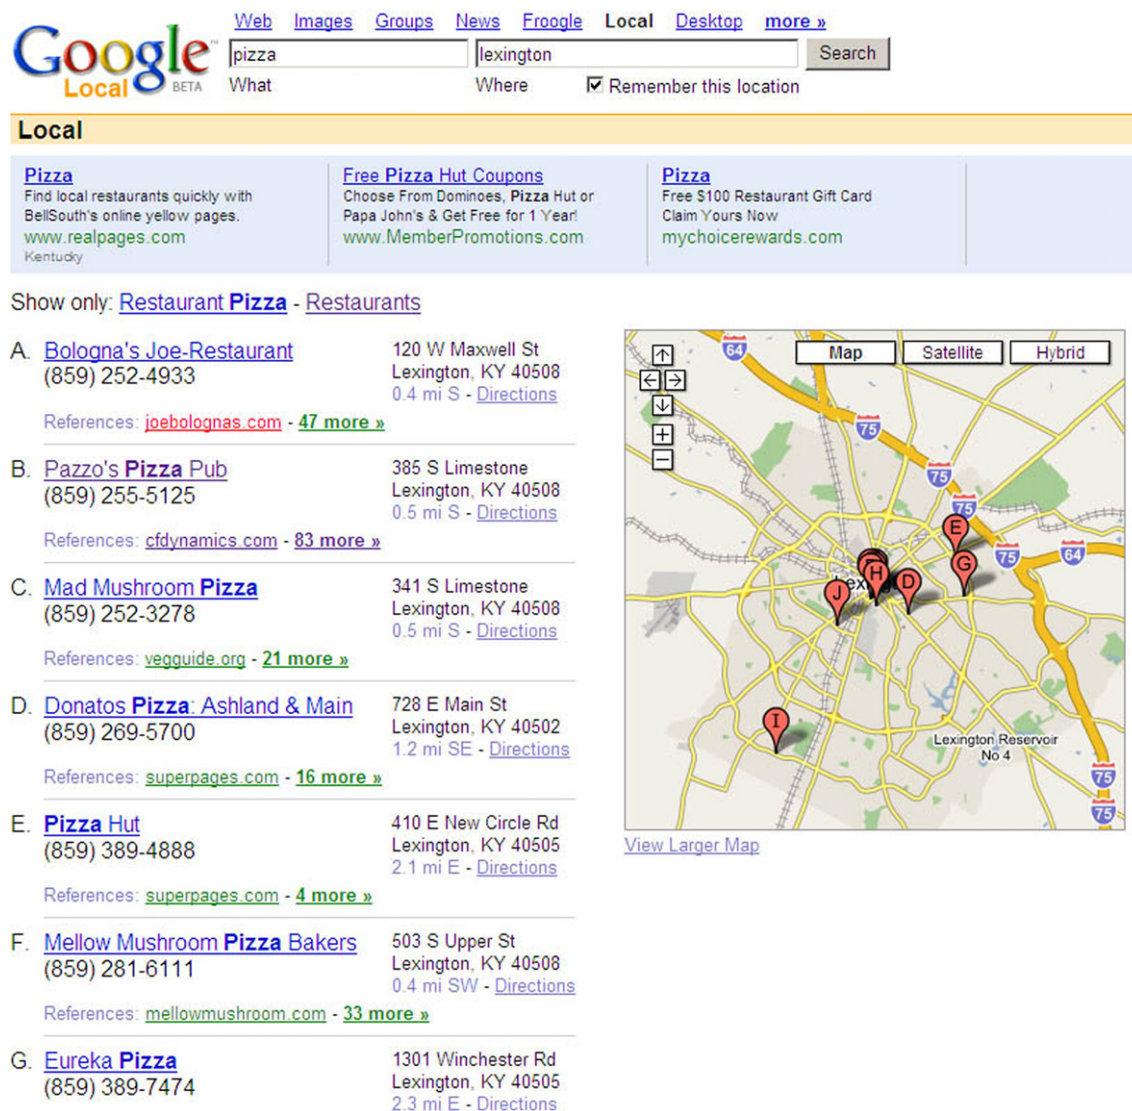 Web Images Groups News Froogle Local Desktop more »
Google Local BETA
pizza lexington Search
What Where Remember this location
Local
Pizza
Find local restaurants quickly with
BellSouth's online yellow pages.
www.realpages.com
Kentucky
Free Pizza Hut Coupons
Choose From Dominoes, Pizza Hut or
Papa John's & Get Free for 1 Year!
www.MemberPromotions.com
Pizza
Free $100 Restaurant Gift Card
Claim Yours Now
mychoicerewards.com
Show only: Restaurant Pizza - Restaurants
A. Bologna's Joe-Restaurant
(859) 252-4933
120 W Maxwell St
Lexington, KY 40508
0.4 mi S - Directions
References: joebolognas.com - 47 more »
B. Pazzo's Pizza Pub
(859) 255-5125
385 S Limestone
Lexington, KY 40508
0.5 mi S - Directions
References: cfdynamics.com - 83 more »
C. Mad Mushroom Pizza
(859) 252-3278
341 S Limestone
Lexington, KY 40508
0.5 mi S - Directions
References: vegguide.org - 21 more »
D. Donatos Pizza: Ashland & Main
(859) 269-5700
728 E Main St
Lexington, KY 40502
1.2 mi SE - Directions
References: superpages.com - 16 more »
E. Pizza Hut
(859) 389-4888
410 E New Circle Rd
Lexington, KY 40505
2.1 mi E - Directions
References: superpages.com - 4 more »
F. Mellow Mushroom Pizza Bakers
(859) 281-6111
503 S Upper St
Lexington, KY 40508
0.4 mi SW - Directions
References: mellowmushroom.com - 33 more »
G. Eureka Pizza
(859) 389-7474
1301 Winchester Rd
Lexington, KY 40505
2.3 mi E - Directions
Map Satellite Hybrid
64
75
75
75
E
75 64
G
H D
J
I
Lexington Reservoir
No 4
75
75
View Larger Map